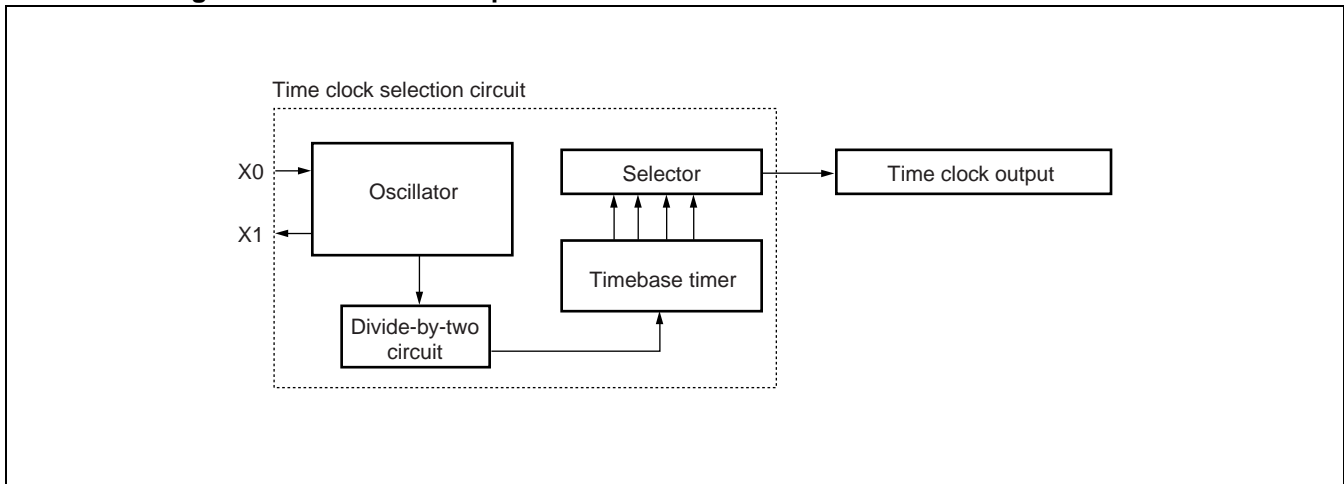 Time clock selection circuit
X0
X1
Oscillator
Divide-by-two
circuit
Selector
Timebase timer
Time clock output